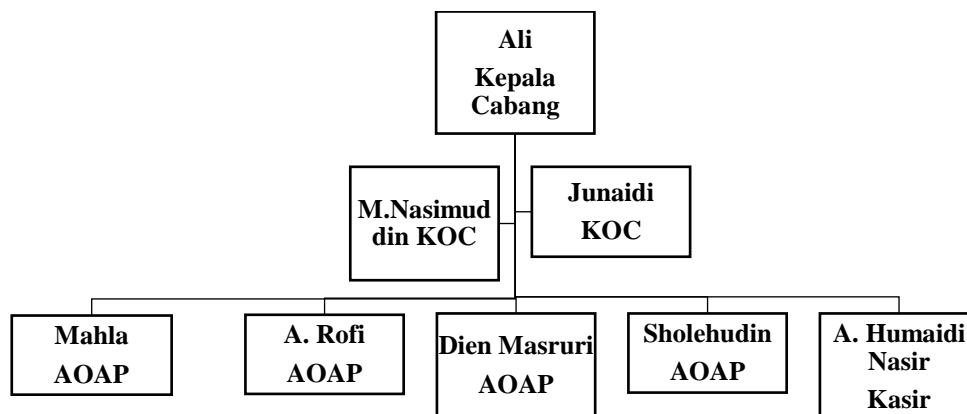 Ali
Kepala
Cabang
M.Nasimud
din KOC
Junaidi
KOC
Mahla
AOAP
A. Rofi
AOAP
Dien Masruri
AOAP
Sholehudin
AOAP
A. Humaidi
Nasir
Kasir